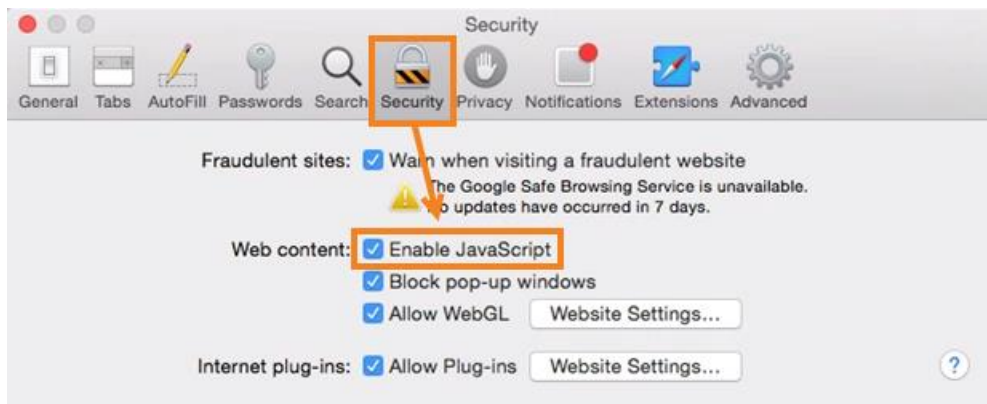 Security
General Tabs AutoFill Passwords Search Security Privacy Notifications Extensions Advanced
Fraudulent sites: Warn when visiting a fraudulent website
The Google Safe Browsing Service is unavailable.
No updates have occurred in 7 days.
Web content: Enable JavaScript
Block pop-up windows
Allow WebGL Website Settings...
Internet plug-ins: Allow Plug-ins Website Settings... ?